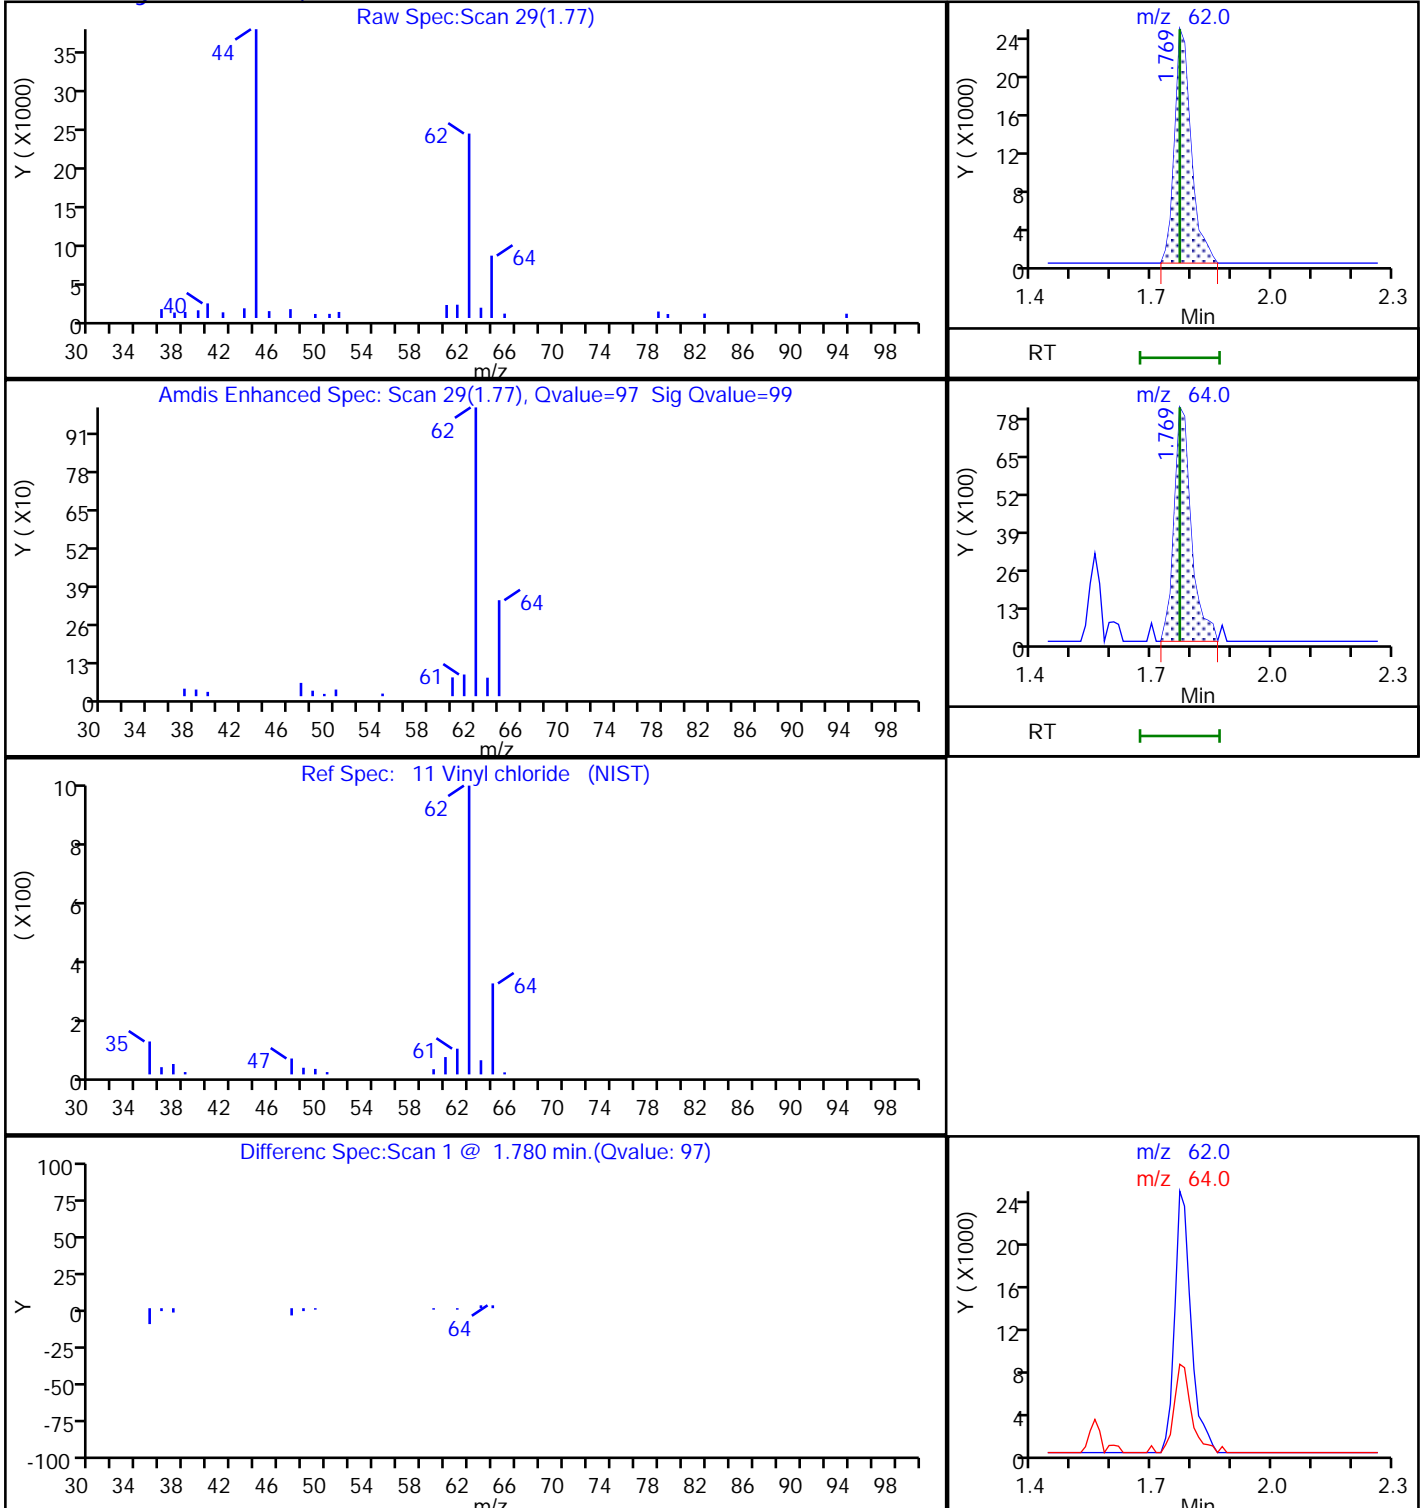 Raw Spec:Scan 29(1.77)
Y ( X1000)
35
30
25
20
15
10
5
0
44
62
64
40
30 34 38 42 46 50 54 58 62 66 70 74 78 82 86 90 94 98
m/z
m/z 62.0
Y ( X1000)
24
20
16
12
8
4
0
1.769
1.4 1.7 2.0 2.3
Min
RT
Amdis Enhanced Spec: Scan 29(1.77), Qvalue=97 Sig Qvalue=99
Y ( X10)
91
78
65
52
39
26
13
0
62
64
61
30 34 38 42 46 50 54 58 62 66 70 74 78 82 86 90 94 98
m/z
m/z 64.0
Y ( X100)
78
65
52
39
26
13
0
1.769
1.4 1.7 2.0 2.3
Min
RT
Ref Spec: 11 Vinyl chloride (NIST)
( X100)
10
8
6
4
2
0
62
64
35
47
61
30 34 38 42 46 50 54 58 62 66 70 74 78 82 86 90 94 98
Differenc Spec:Scan 1 @ 1.780 min.(Qvalue: 97)
Y
100
75
50
25
0
-25
-50
-75
-100
64
30 34 38 42 46 50 54 58 62 66 70 74 78 82 86 90 94 98
m/z
m/z 62.0
m/z 64.0
Y ( X1000)
24
20
16
12
8
4
0
1.4 1.7 2.0 2.3
Min